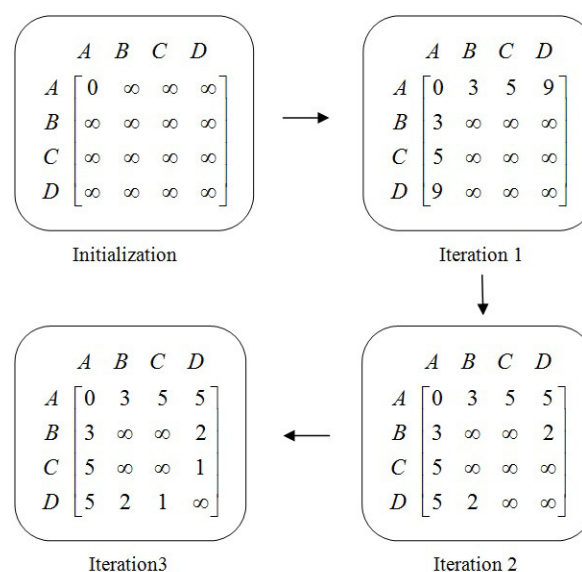 A B C D
A 0 ∞ ∞ ∞
B ∞ ∞ ∞ ∞
C ∞ ∞ ∞ ∞
D ∞ ∞ ∞ ∞
Initialization
A B C D
A 0 3 5 9
B 3 ∞ ∞ ∞
C 5 ∞ ∞ ∞
D 9 ∞ ∞ ∞
Iteration 1
A B C D
A 0 3 5 5
B 3 ∞ ∞ 2
C 5 ∞ ∞ 1
D 5 2 1 ∞
Iteration3
A B C D
A 0 3 5 5
B 3 ∞ ∞ 2
C 5 ∞ ∞ ∞
D 5 2 ∞ ∞
Iteration 2